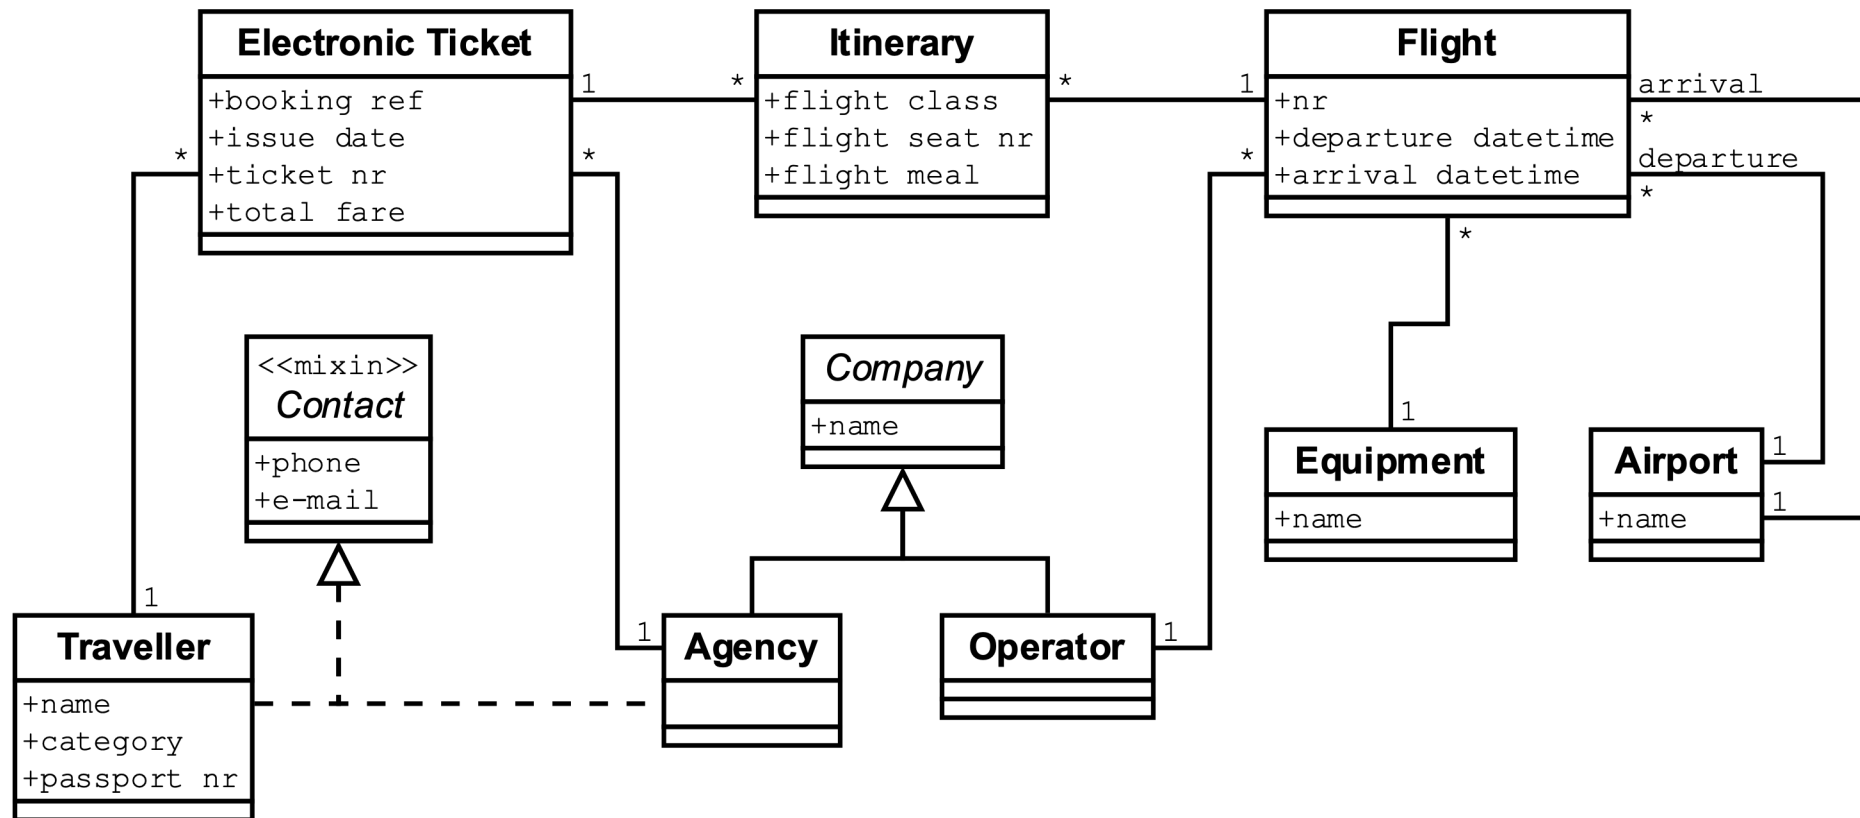 Electronic Ticket
+booking ref
+issue date
+ticket nr
+total fare
1
*
*
*
Itinerary
+flight class
+flight seat nr
+flight meal
*
1
*
Flight
+nr
+departure datetime
+arrival datetime
arrival
*
departure
*
*
<<mixin>>
Contact
+phone
+e-mail
Company
+name
1
Equipment
+name
Airport
+name
1
1
1
Traveller
+name
+category
+passport nr
1
Agency
Operator
1